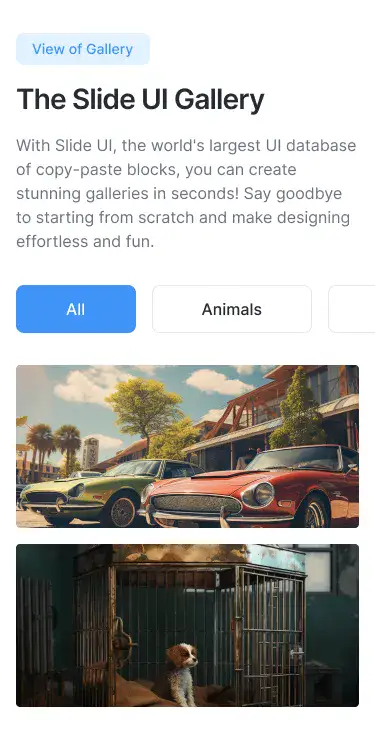 View of Gallery
The Slide UI Gallery
With Slide UI, the world's largest UI database
of copy-paste blocks, you can create
stunning galleries in seconds! Say goodbye
to starting from scratch and make designing
effortless and fun.
All
Animals